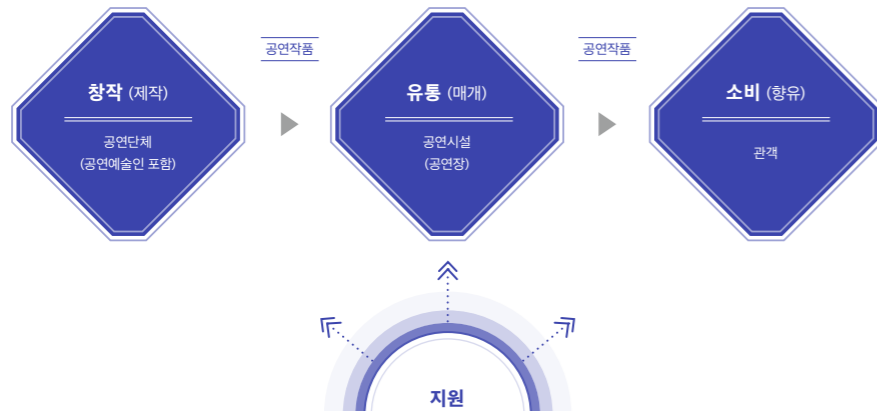 공연작품
공연작품
창작 (제작)
공연단체
(공연예술인 포함)
유통 (매개)
공연시설
(공연장)
소비 (향유)
관객
지원